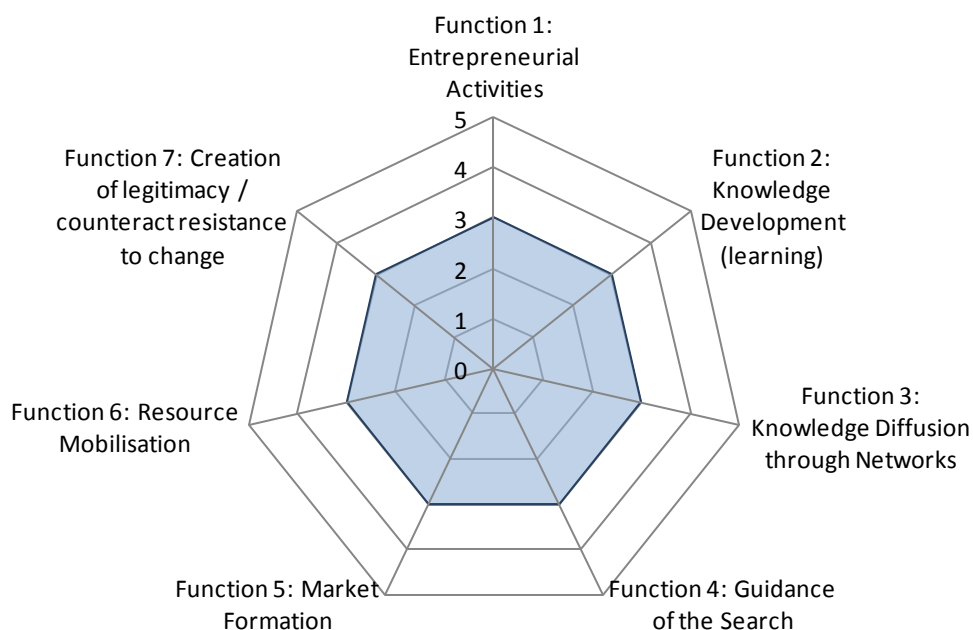 Function 1:
Entrepreneurial
Activities
5
4
3
2
1
0
Function 2:
Knowledge
Development
(learning)
Function 3:
Knowledge Diffusion
through Networks
Function 4: Guidance
of the Search
Function 5: Market
Formation
Function 6: Resource
Mobilisation
Function 7: Creation
of legitimacy /
counteract resistance
to change